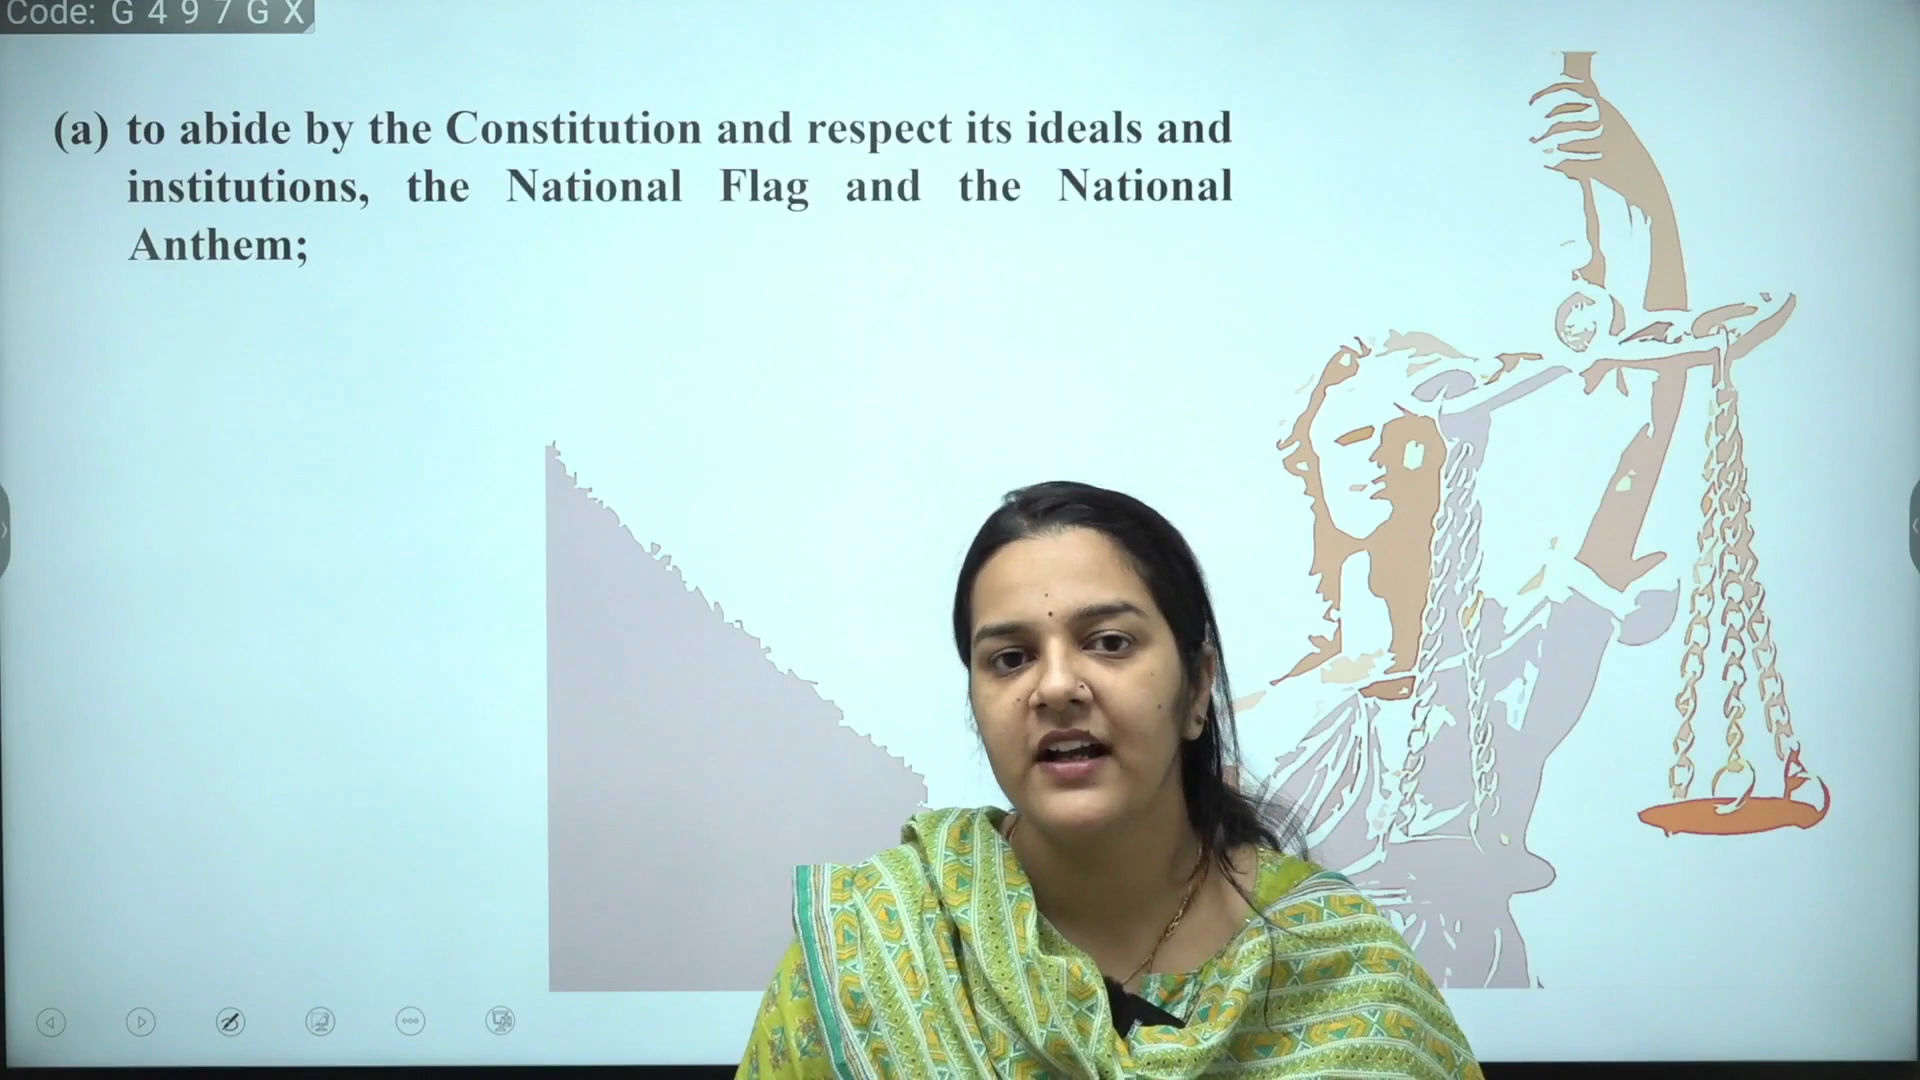 Code: G 4 9 7 G X
(a) to abide by the Constitution and respect its ideals and
institutions, the National Flag and the National
Anthem;